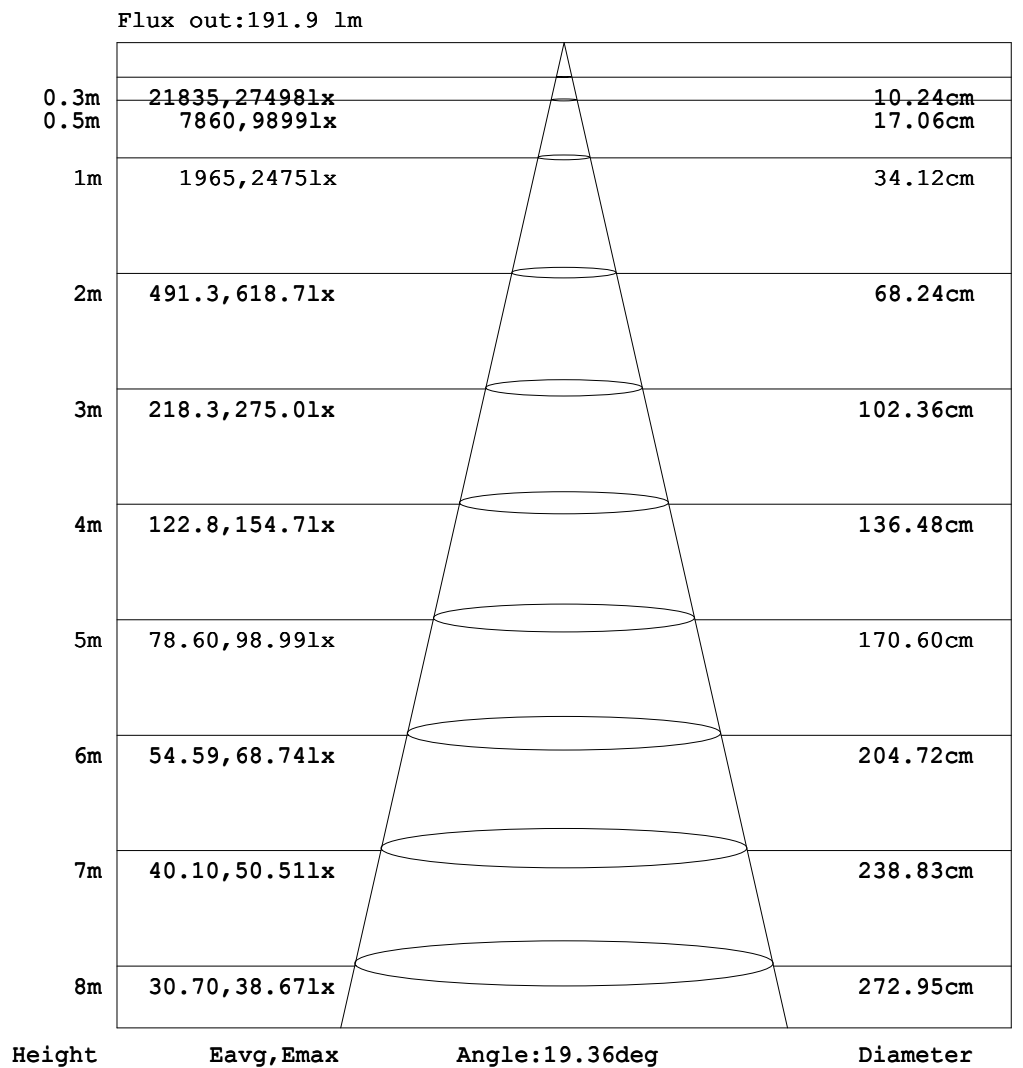 Flux out:191.9 lm
0.3m 21835,27498lx 10.24cm
0.5m 7860,9899lx 17.06cm
1m 1965,2475lx 34.12cm
2m 491.3,618.7lx 68.24cm
3m 218.3,275.0lx 102.36cm
4m 122.8,154.7lx 136.48cm
5m 78.60,98.99lx 170.60cm
6m 54.59,68.74lx 204.72cm
7m 40.10,50.51lx 238.83cm
8m 30.70,38.67lx 272.95cm
Height Eavg,Emax Angle:19.36deg Diameter